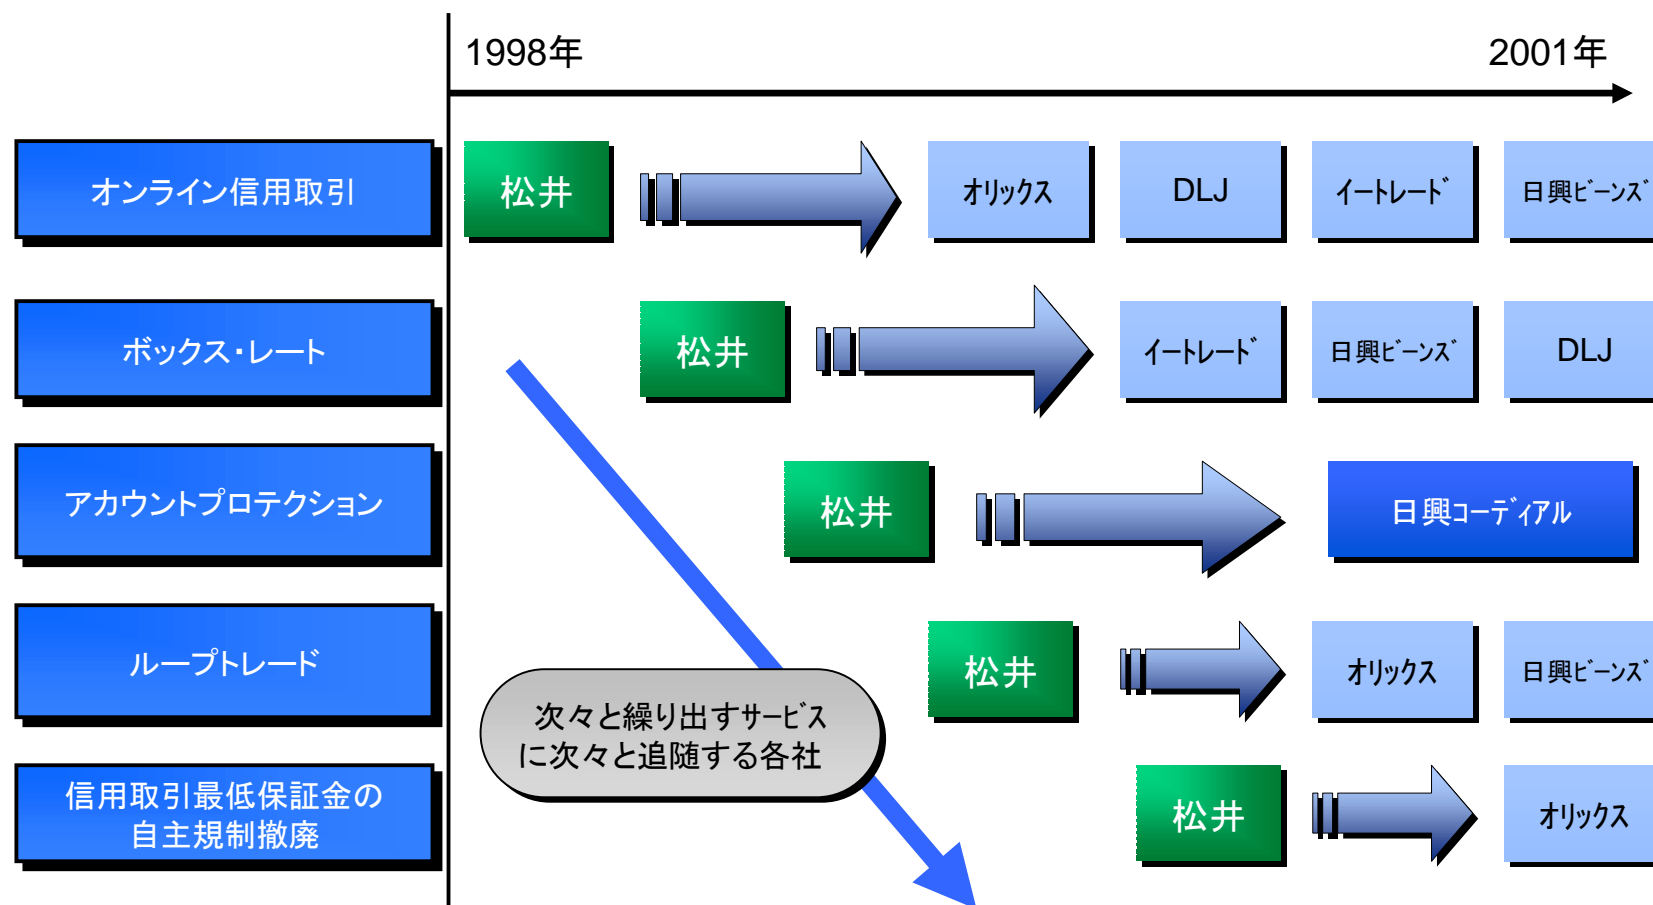 1998年
2001年
オンライン信用取引
松井
オリックス
DLJ
イートレード
日興ビーンズ
ボックス・レート
松井
イートレード
日興ビーンズ
DLJ
アカウントプロテクション
松井
日興コーディアル
ループトレード
松井
オリックス
日興ビーンズ
次々と繰り出すサービス
に次々と追随する各社
信用取引最低保証金の
自主規制撤廃
松井
オリックス